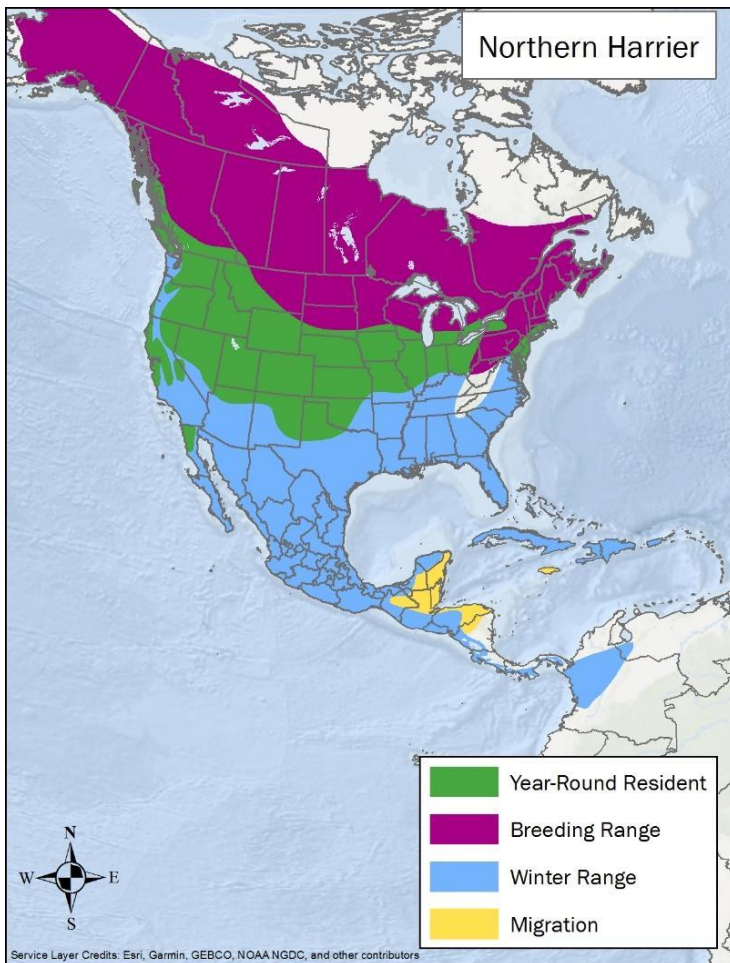 Northern Harrier
Year-Round Resident
Breeding Range
Winter Range
Migration
N
W E
S
Service Layer Credits: Esri, Garmin, GEBCO, NOAA NGDC, and other contributors